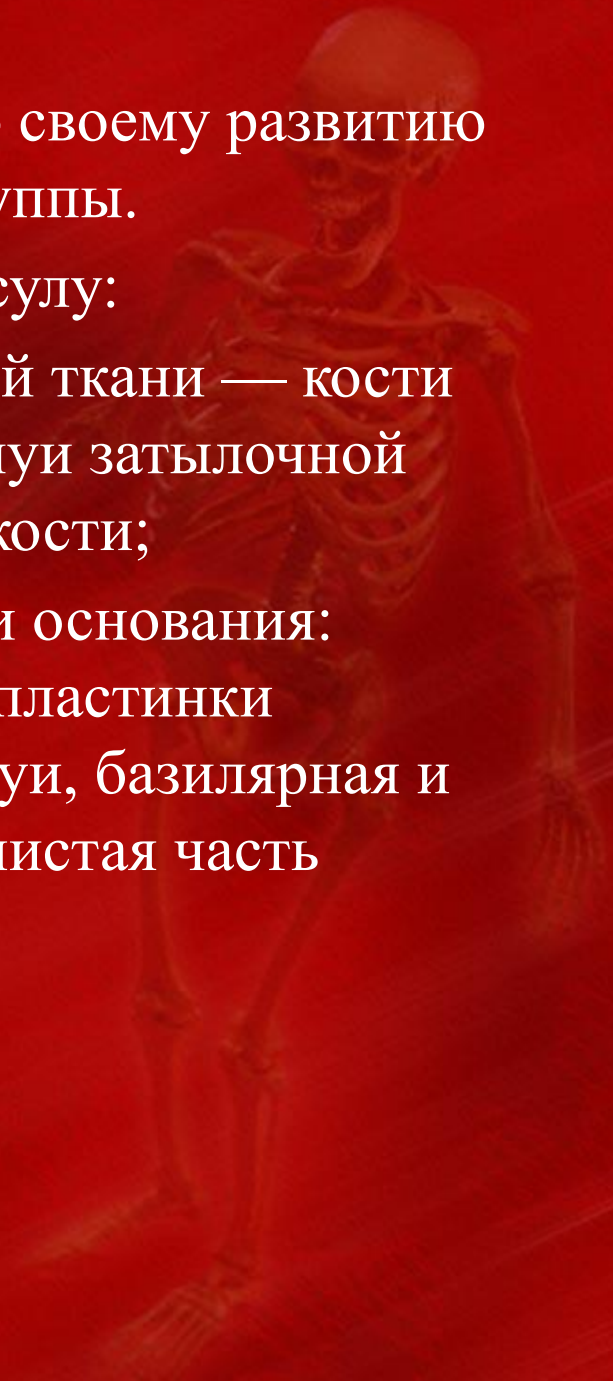 своему развитию
уппы.
сулу:
й ткани — кости
уи затылочной
кости;
и основания:
пластинки
уи, базилярная и
истая часть